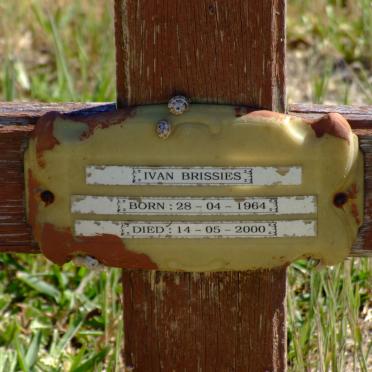 IVAN BRISSIES
BORN : 28 - 04 - 1964
DIED : 14 - 05 - 2000